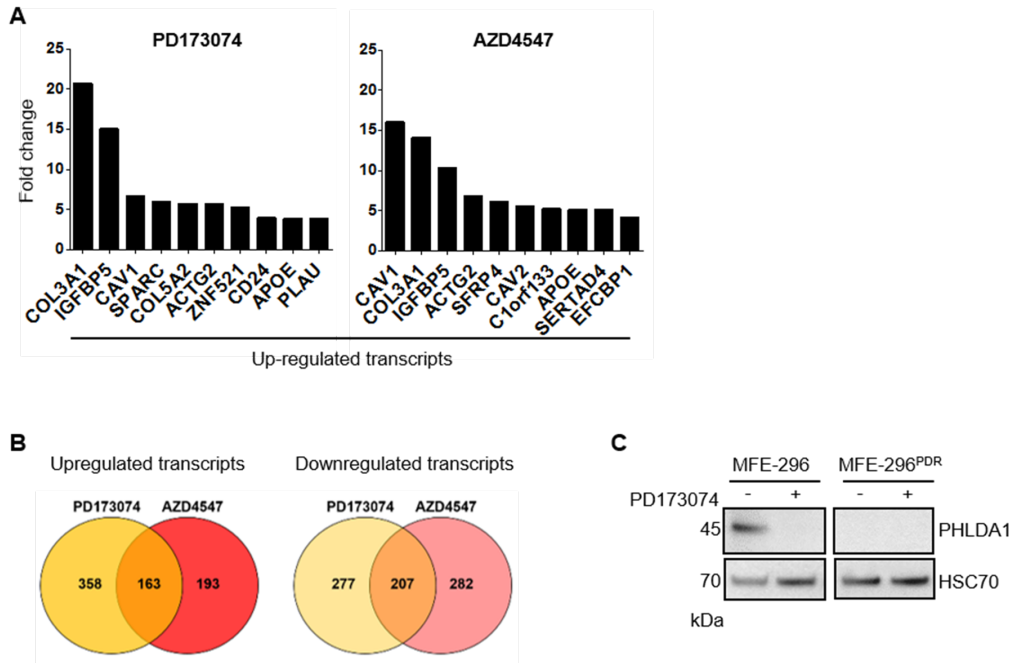 A
PD173074
AZD4547
Fold change
25
20
15
10
5
0
25
20
15
10
5
0
COL3A1
IGFBP5
CAV1
SPARC
COL5A2
ACTG2
ZNF521
CD24
APOE
PLAU
CAV1
COL3A1
IGFBP5
ACTG2
SFRP4
CAV2
C1orf133
APOE
SERTAD4
EFCBP1
Up-regulated transcripts
B
Upregulated transcripts
Downregulated transcripts
PD173074 AZD4547
PD173074 AZD4547
358 163 193
277 207 282
C
MFE-296 MFE-296PDR
PD173074 - + - +
45 PHLDA1
70 HSC70
kDa